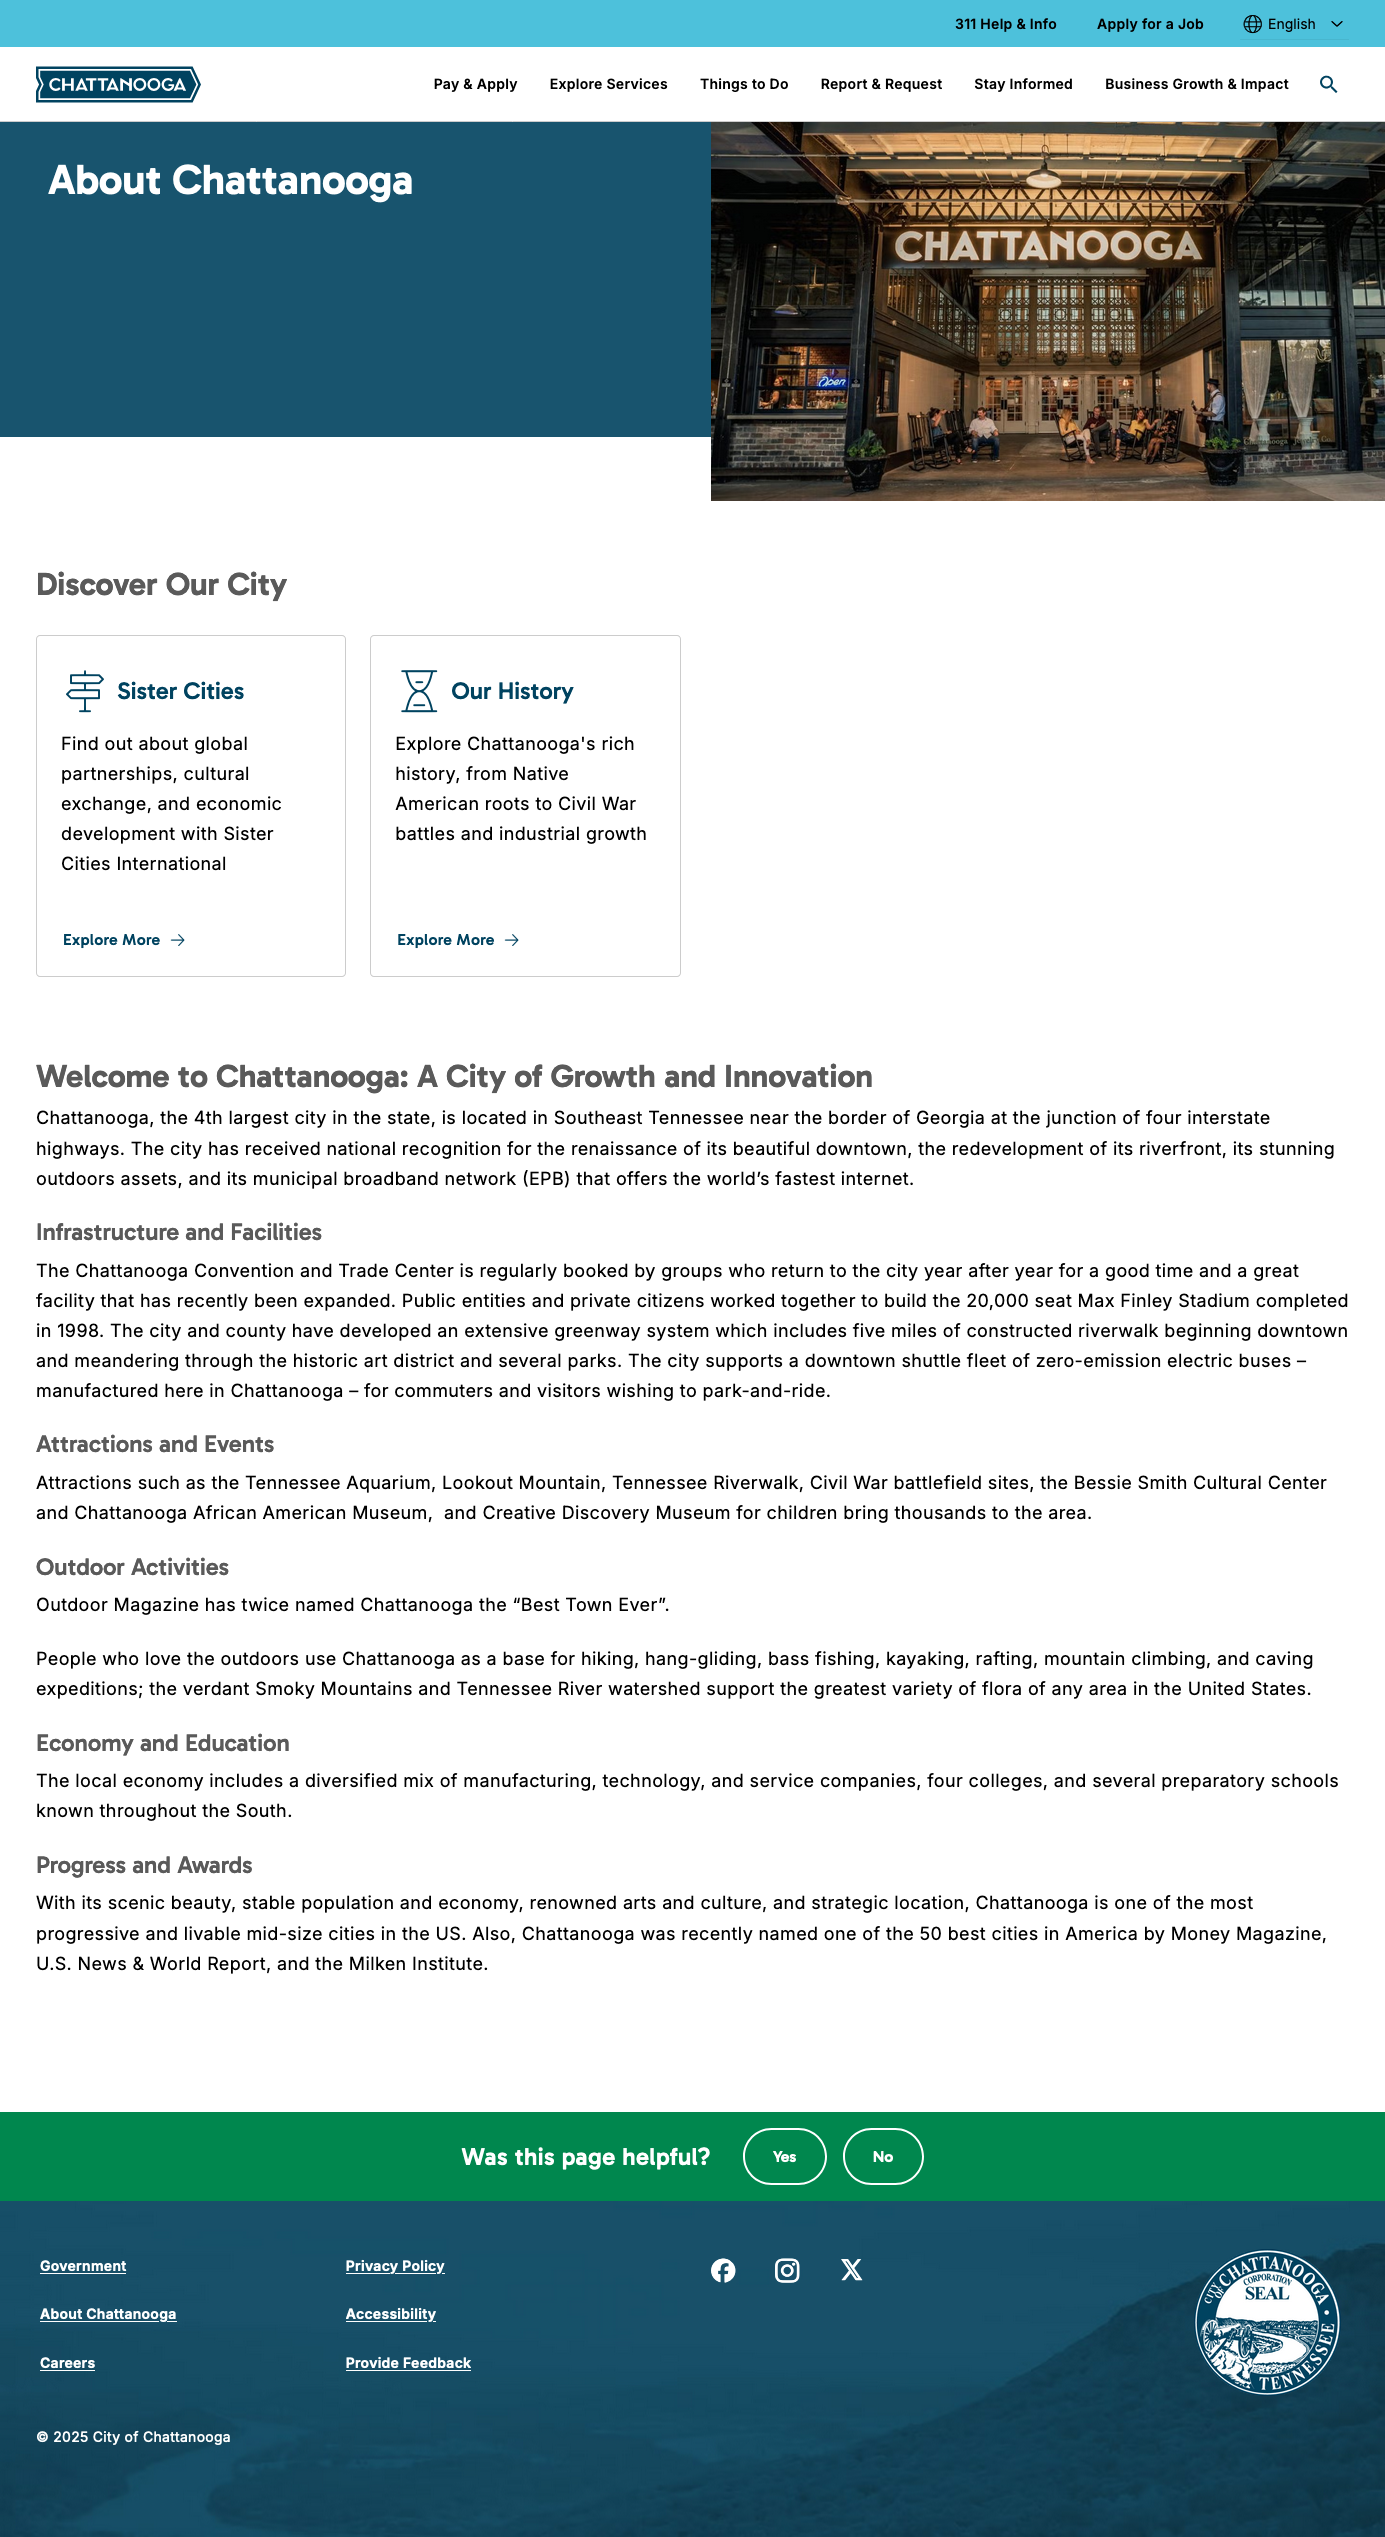 311 Help & Info
Apply for a Job
English
CHATTANOOGA
Pay & Apply
Explore Services
Things to Do
Report & Request
Stay Informed
Business Growth & Impact
About Chattanooga
CHATTANOOGA
Open
Discover Our City
Sister Cities
Find out about global
partnerships, cultural
exchange, and economic
development with Sister
Cities International
Explore More
Our History
Explore Chattanooga's rich
history, from Native
American roots to Civil War
battles and industrial growth
Explore More
Welcome to Chattanooga: A City of Growth and Innovation
Chattanooga, the 4th largest city in the state, is located in Southeast Tennessee near the border of Georgia at the junction of four interstate
highways. The city has received national recognition for the renaissance of its beautiful downtown, the redevelopment of its riverfront, its stunning
outdoors assets, and its municipal broadband network (EPB) that offers the world’s fastest internet.
Infrastructure and Facilities
The Chattanooga Convention and Trade Center is regularly booked by groups who return to the city year after year for a good time and a great
facility that has recently been expanded. Public entities and private citizens worked together to build the 20,000 seat Max Finley Stadium completed
in 1998. The city and county have developed an extensive greenway system which includes five miles of constructed riverwalk beginning downtown
and meandering through the historic art district and several parks. The city supports a downtown shuttle fleet of zero-emission electric buses –
manufactured here in Chattanooga – for commuters and visitors wishing to park-and-ride.
Attractions and Events
Attractions such as the Tennessee Aquarium, Lookout Mountain, Tennessee Riverwalk, Civil War battlefield sites, the Bessie Smith Cultural Center
and Chattanooga African American Museum,  and Creative Discovery Museum for children bring thousands to the area.
Outdoor Activities
Outdoor Magazine has twice named Chattanooga the “Best Town Ever”.
People who love the outdoors use Chattanooga as a base for hiking, hang-gliding, bass fishing, kayaking, rafting, mountain climbing, and caving
expeditions; the verdant Smoky Mountains and Tennessee River watershed support the greatest variety of flora of any area in the United States.
Economy and Education
The local economy includes a diversified mix of manufacturing, technology, and service companies, four colleges, and several preparatory schools
known throughout the South.
Progress and Awards
With its scenic beauty, stable population and economy, renowned arts and culture, and strategic location, Chattanooga is one of the most
progressive and livable mid-size cities in the US. Also, Chattanooga was recently named one of the 50 best cities in America by Money Magazine,
U.S. News & World Report, and the Milken Institute.
Was this page helpful?
Yes
No
Government
Privacy Policy
About Chattanooga
Accessibility
Careers
Provide Feedback
CITY OF CHATTANOOGA • TENNESSEE
CORPORATION
SEAL
© 2025 City of Chattanooga